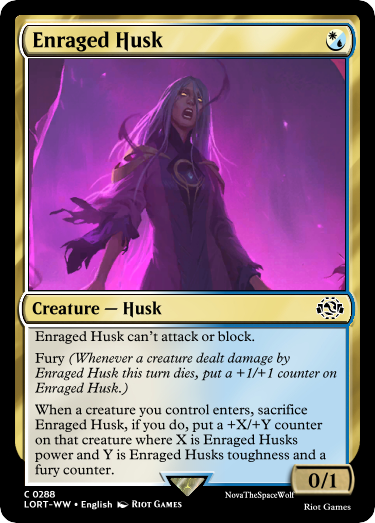 Enraged Husk
Creature — Husk
Enraged Husk can't attack or block.
Fury (Whenever a creature dealt damage by
Enraged Husk this turn dies, put a +1/+1 counter on
Enraged Husk.)
When a creature you control enters, sacrifice
Enraged Husk, if you do, put a +X/+Y counter
on that creature where X is Enraged Husks
power and Y is Enraged Husks toughness and a
fury counter.
0/1
C 0288
LORT-WW • English Riot Games
NovaTheSpaceWolf
Riot Games